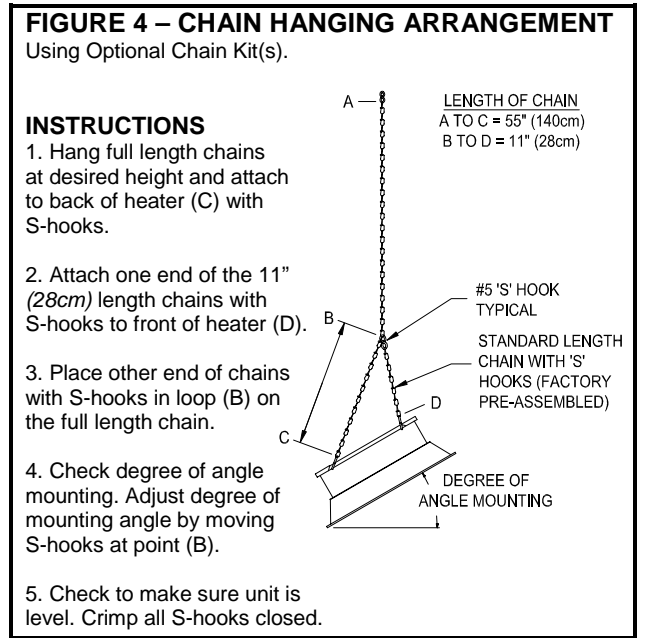 FIGURE 4 – CHAIN HANGING ARRANGEMENT
Using Optional Chain Kit(s).
INSTRUCTIONS
1. Hang full length chains
at desired height and attach
to back of heater (C) with
S-hooks.
2. Attach one end of the 11”
(28cm) length chains with
S-hooks to front of heater (D).
3. Place other end of chains
with S-hooks in loop (B) on
the full length chain.
4. Check degree of angle
mounting. Adjust degree of
mounting angle by moving
S-hooks at point (B).
5. Check to make sure unit is
level. Crimp all S-hooks closed.
A
LENGTH OF CHAIN
A TO C = 55" (140cm)
B TO D = 11" (28cm)
#5 'S' HOOK
TYPICAL
B
STANDARD LENGTH
CHAIN WITH 'S'
HOOKS (FACTORY
PRE-ASSEMBLED)
D
C
DEGREE OF
ANGLE MOUNTING